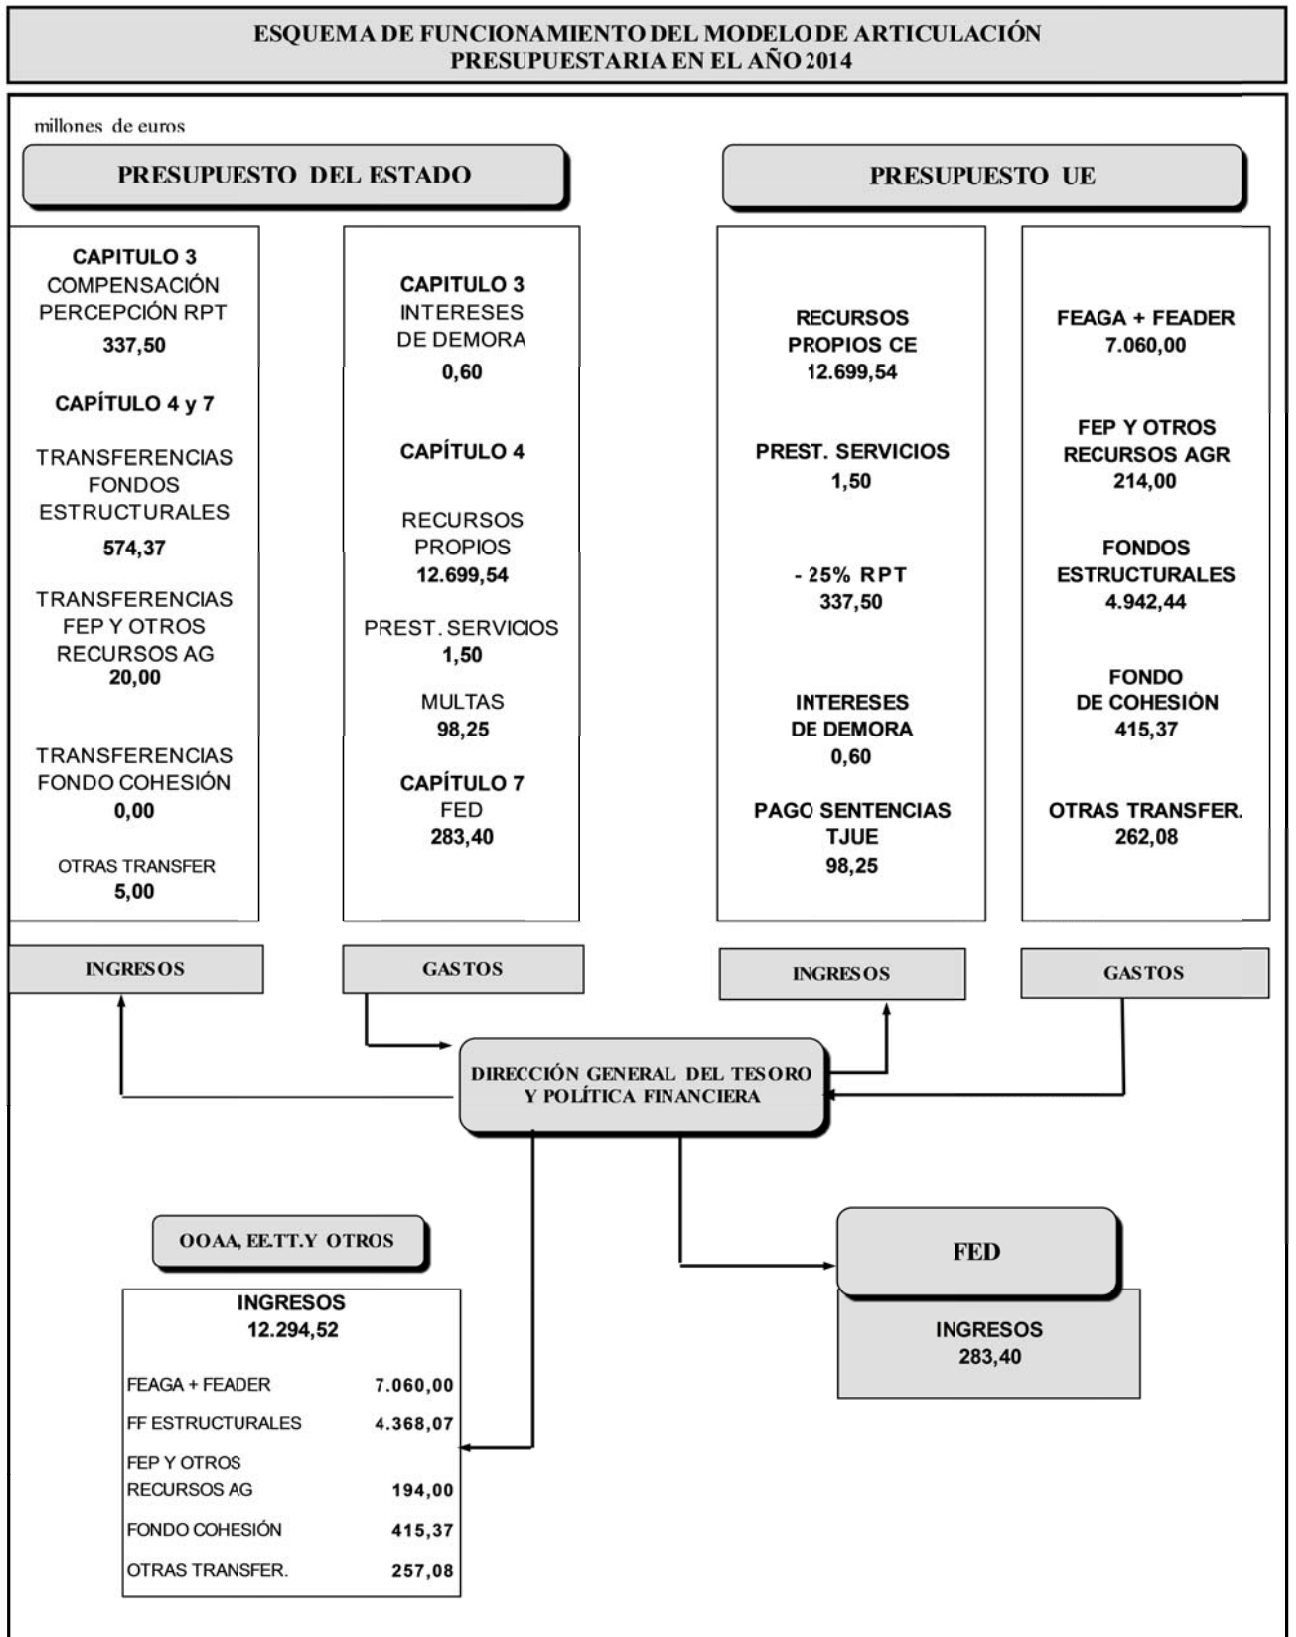 ESQUEMA DE FUNCIONAMIENTO DEL MODELO DE ARTICULACIÓN
PRESUPUESTARIA EN EL AÑO 2014
millones de euros
PRESUPUESTO DEL ESTADO
CAPITULO 3
COMPENSACIÓN
PERCEPCIÓN RPT
337,50
CAPÍTULO 4 y 7
TRANSFERENCIAS
FONDOS
ESTRUCTURALES
574,37
TRANSFERENCIAS
FEP Y OTROS
RECURSOS AG
20,00
TRANSFERENCIAS
FONDO COHESIÓN
0,00
OTRAS TRANSFER
5,00
INGRESOS
CAPITULO 3
INTERESES
DE DEMORA
0,60
CAPÍTULO 4
RECURSOS
PROPIOS
12.699,54
PREST. SERVICIOS
1,50
MULTAS
98,25
CAPÍTULO 7
FED
283,40
GASTOS
PRESUPUESTO UE
RECURSOS
PROPIOS CE
12.699,54
PREST. SERVICIOS
1,50
- 25% RPT
337,50
INTERESES
DE DEMORA
0,60
PAGO SENTENCIAS
TJUE
98,25
INGRESOS
FEAGA + FEADER
7.060,00
FEP Y OTROS
RECURSOS AGR
214,00
FONDOS
ESTRUCTURALES
4.942,44
FONDO
DE COHESIÓN
415,37
OTRAS TRANSFER.
262,08
GASTOS
DIRECCIÓN GENERAL DEL TESORO
Y POLÍTICA FINANCIERA
OOAA, EE.TT.Y OTROS
INGRESOS
12.294,52
FEAGA + FEADER 7.060,00
FF ESTRUCTURALES 4.368,07
FEP Y OTROS
RECURSOS AG 194,00
FONDO COHESIÓN 415,37
OTRAS TRANSFER. 257,08
FED
INGRESOS
283,40